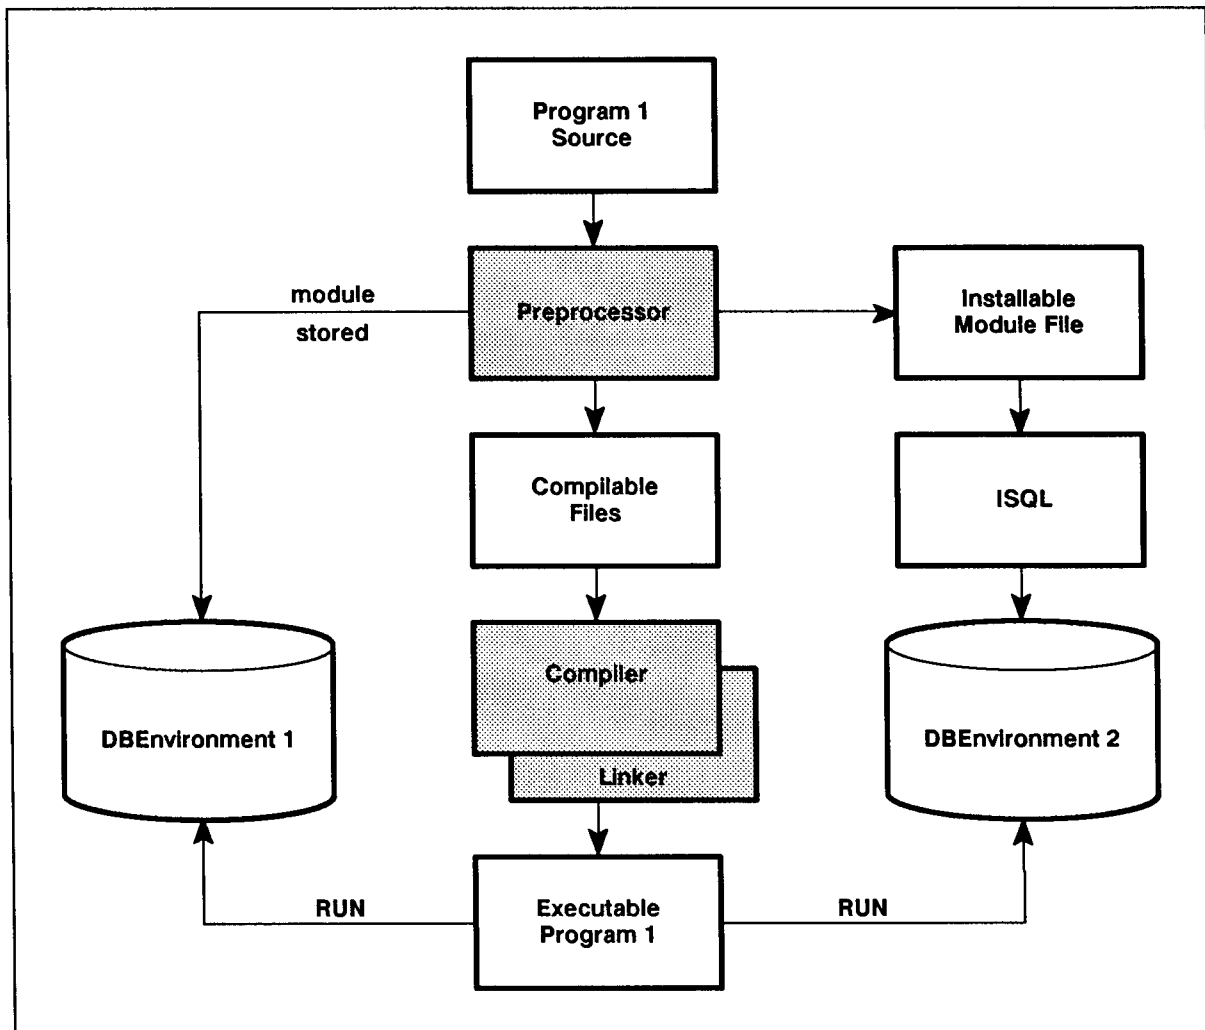 Program 1
Source
module
stored
Preprocessor
Installable
Module File
Compilable
Files
ISQL
Compiler
Linker
DBEnvironment 1
DBEnvironment 2
RUN
Executable
Program 1
RUN